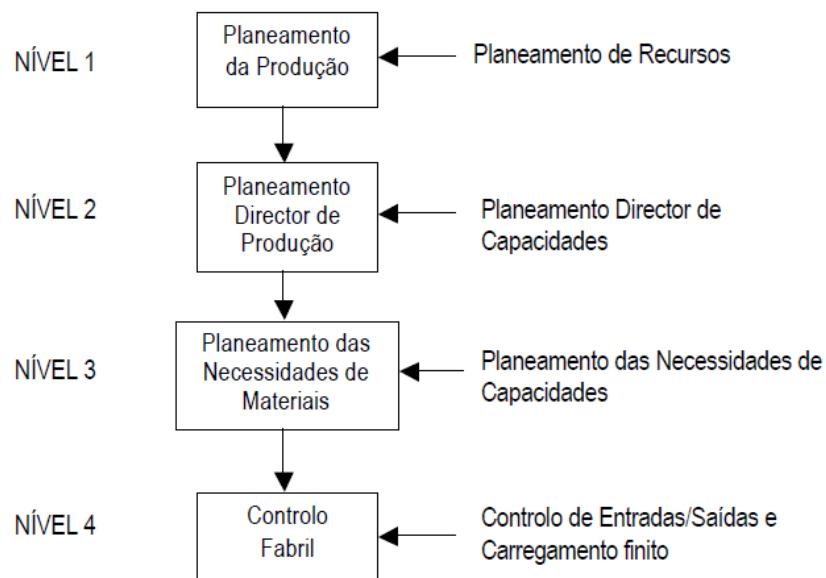 NÍVEL 1
Planeamento
da Produção
Planeamento de Recursos
NÍVEL 2
Planeamento
Director de
Produção
Planeamento Director de
Capacidades
NÍVEL 3
Planeamento das
Necessidades de
Materiais
Planeamento das Necessidades de
Capacidades
NÍVEL 4
Controlo
Fabril
Controlo de Entradas/Saídas e
Carregamento finito